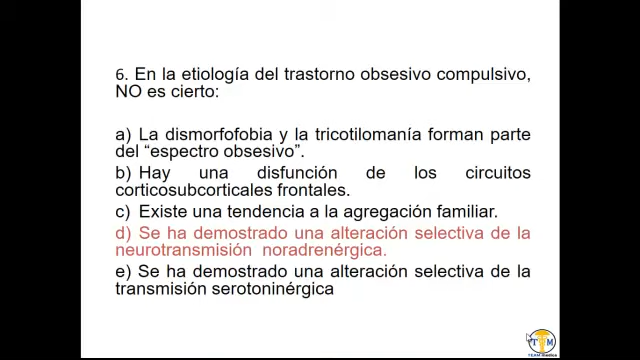 6. En la etiología del trastorno obsesivo compulsivo,
NO es cierto:
a) La dismorfofobia y la tricotilomanía forman parte
del “espectro obsesivo”.
b) Hay una disfunción de los circuitos
corticosubcorticales frontales.
c) Existe una tendencia a la agregación familiar.
d) Se ha demostrado una alteración selectiva de la
neurotransmisión noradrenérgica.
e) Se ha demostrado una alteración selectiva de la
transmisión serotoninérgica
T M
TEAM médica